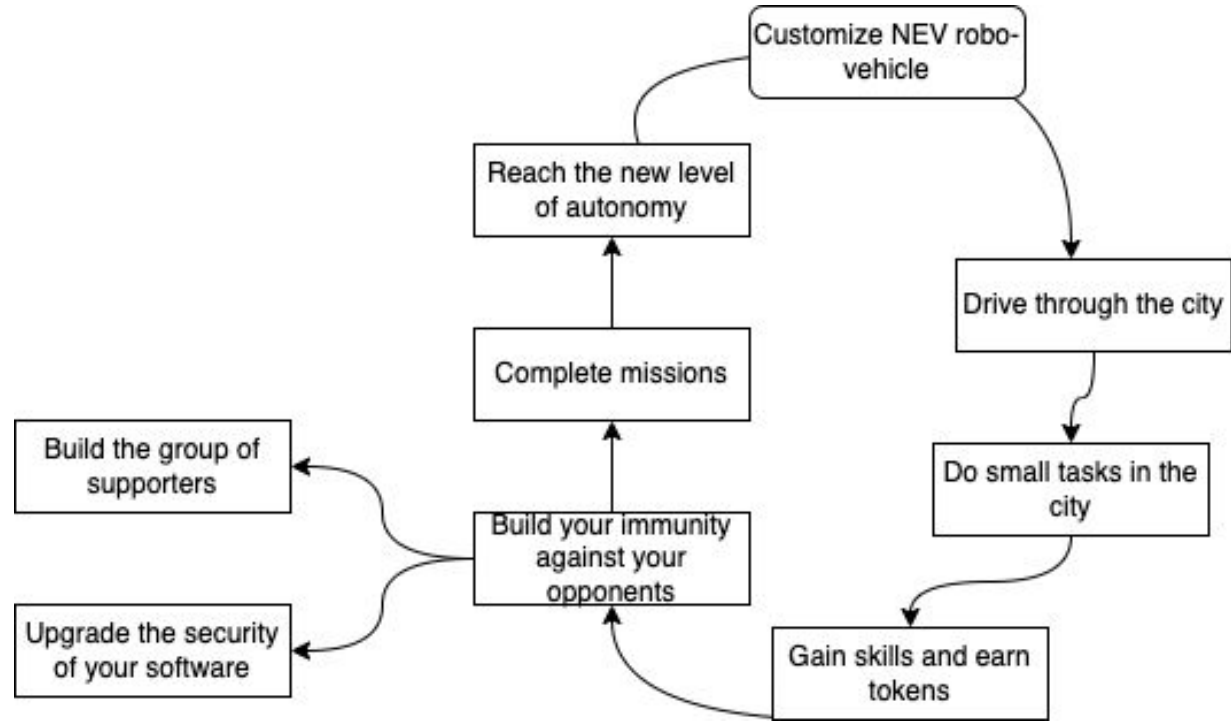 Customize NEV robo-
vehicle
Reach the new level
of autonomy
Drive through the city
Complete missions
Build the group of
supporters
Do small tasks in the
city
Build your immunity
against your
opponents
Upgrade the security
of your software
Gain skills and earn
tokens